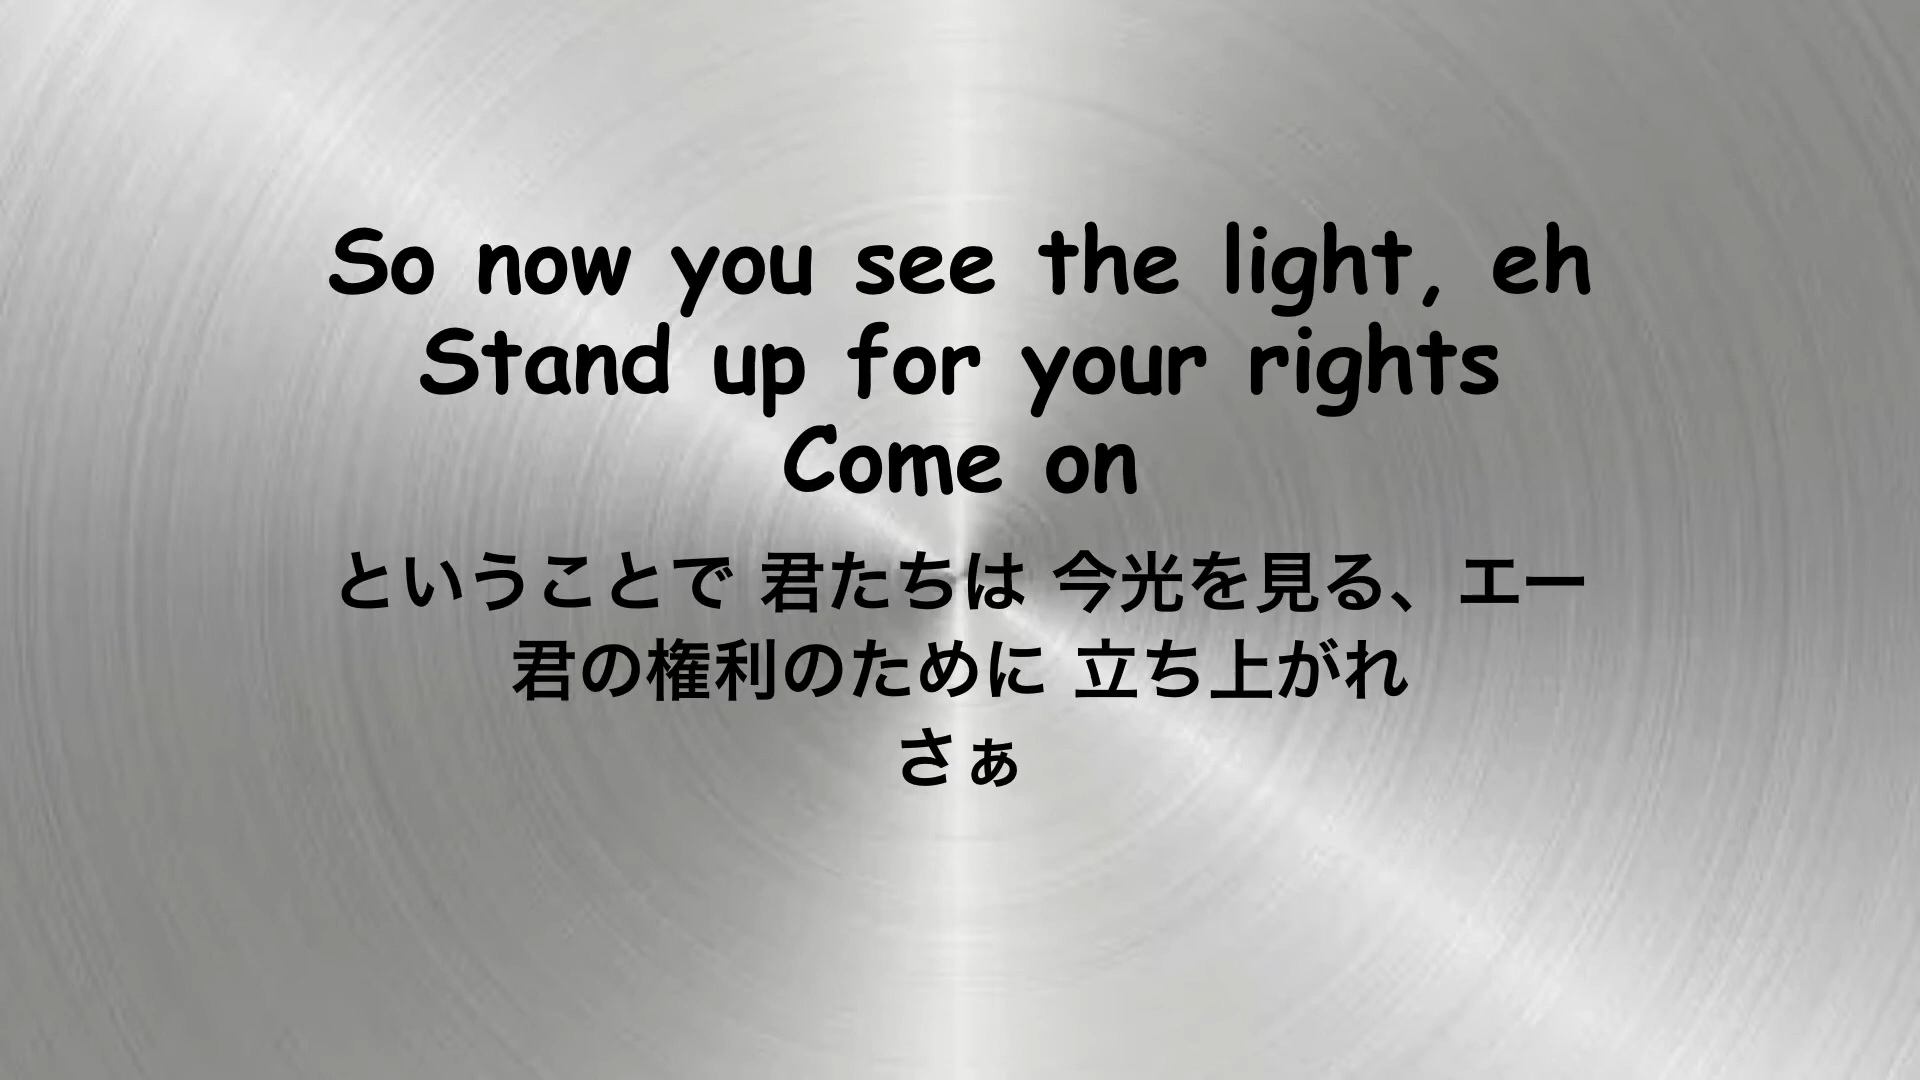 So now you see the light, eh
Stand up for your rights
Come on
ということで 君たちは 今光を見る、エー
君の権利のために 立ち上がれ
さぁ